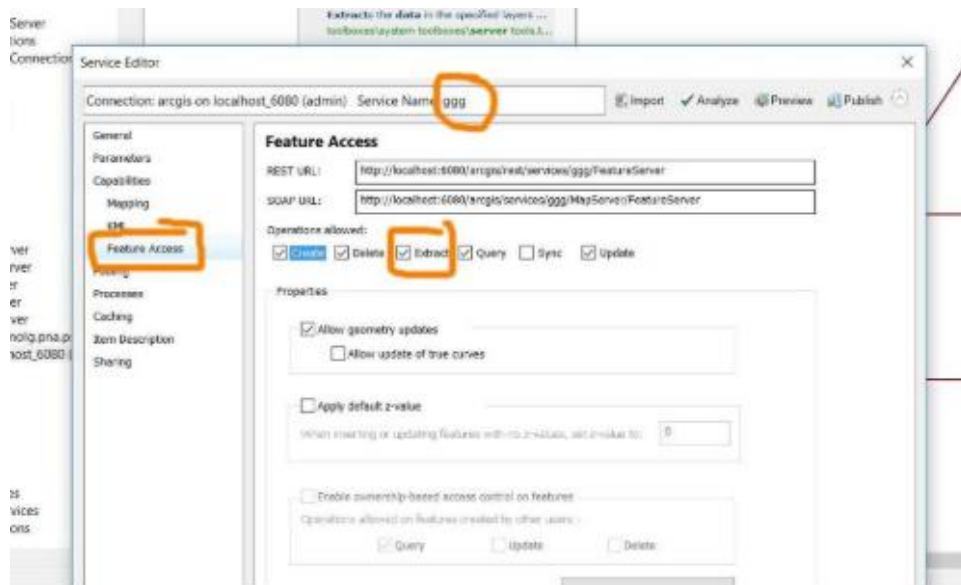 Server
tions
Connection
Extracts the data in the specified layers ...
toolboxes\system toolboxes\server tools.t...
Service Editor
Connection: arcgis on localhost_6080 (admin) Service Name: ggg
Import Analyze Preview Publish
General
Parameters
Capabilities
Mapping
KML
Feature Access
Pooling
Processes
Caching
Item Description
Sharing
Feature Access
REST URL: http://localhost:6080/arcgis/rest/services/ggg/FeatureServer
SOAP URL: http://localhost:6080/arcgis/services/ggg/MapServer/FeatureServer
Operations allowed:
Create Delete Extract Query Sync Update
Properties
Allow geometry updates
Allow update of true curves
Apply default z-value
When inserting or updating features with no z-values, set z-value to: 0
Enable ownership-based access control on features
Operations allowed on features created by other users:
Query Update Delete
ver
rver
er
er
ver
host_6080 (
es
vices
ons